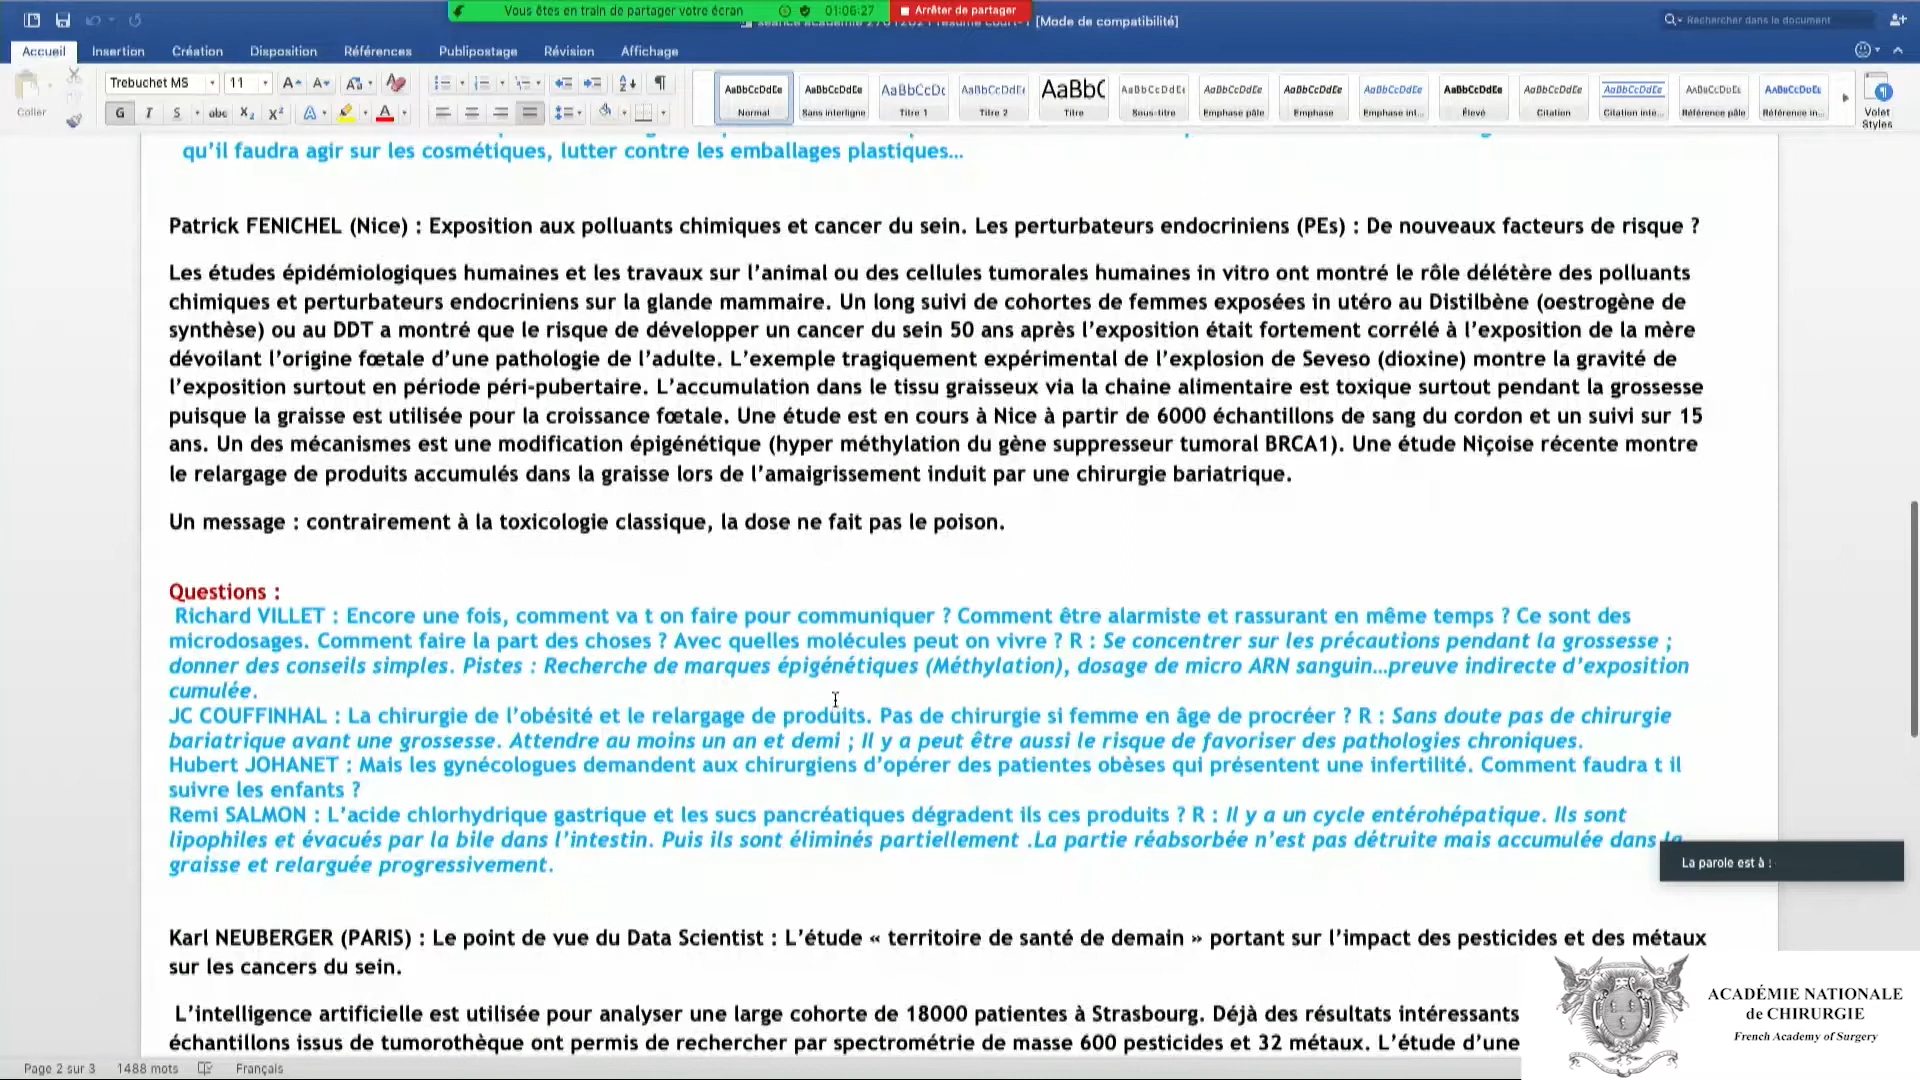 Vous êtes en train de partager votre écran
01:06:27
Arrêter de partager
[Mode de compatibilité]
Rechercher dans le document
Accueil Insertion Création Disposition Références Publipostage Révision Affichage
Coller
Trebuchet MS 11
G I S abc X₂ X²
AaBbCcDdEe AaBbCcDdEe AaBbCcDc AaBbCcDdEe AaBbC AaBbCcDdEe AaBbCcDdEe AaBbCcDdEe AaBbCcDdEe AaBbCcDdEe AaBbCcDdEe AaBbCcDdEe AaBbCcDdEe AaBbCcDdEe
Normal Sans interligne Titre 1 Titre 2 Titre Sous-titre Emphase pâle Emphase Emphase int... Élevé Citation Citation inte... Référence pâle Référence in...
Volet
Styles
qu’il faudra agir sur les cosmétiques, lutter contre les emballages plastiques…
Patrick FENICHEL (Nice) : Exposition aux polluants chimiques et cancer du sein. Les perturbateurs endocriniens (PEs) : De nouveaux facteurs de risque ?
Les études épidémiologiques humaines et les travaux sur l’animal ou des cellules tumorales humaines in vitro ont montré le rôle délétère des polluants
chimiques et perturbateurs endocriniens sur la glande mammaire. Un long suivi de cohortes de femmes exposées in utéro au Distilbène (oestrogène de
synthèse) ou au DDT a montré que le risque de développer un cancer du sein 50 ans après l’exposition était fortement corrélé à l’exposition de la mère
dévoilant l’origine fœtale d’une pathologie de l’adulte. L’exemple tragiquement expérimental de l’explosion de Seveso (dioxine) montre la gravité de
l’exposition surtout en période péri-pubertaire. L’accumulation dans le tissu graisseux via la chaine alimentaire est toxique surtout pendant la grossesse
puisque la graisse est utilisée pour la croissance fœtale. Une étude est en cours à Nice à partir de 6000 échantillons de sang du cordon et un suivi sur 15
ans. Un des mécanismes est une modification épigénétique (hyper méthylation du gène suppresseur tumoral BRCA1). Une étude Niçoise récente montre
le relargage de produits accumulés dans la graisse lors de l’amaigrissement induit par une chirurgie bariatrique.
Un message : contrairement à la toxicologie classique, la dose ne fait pas le poison.
Questions :
Richard VILLET : Encore une fois, comment va t on faire pour communiquer ? Comment être alarmiste et rassurant en même temps ? Ce sont des
microdosages. Comment faire la part des choses ? Avec quelles molécules peut on vivre ? R : Se concentrer sur les précautions pendant la grossesse ;
donner des conseils simples. Pistes : Recherche de marques épigénétiques (Méthylation), dosage de micro ARN sanguin…preuve indirecte d’exposition
cumulée.
JC COUFFINHAL : La chirurgie de l’obésité et le relargage de produits. Pas de chirurgie si femme en âge de procréer ? R : Sans doute pas de chirurgie
bariatrique avant une grossesse. Attendre au moins un an et demi ; Il y a peut être aussi le risque de favoriser des pathologies chroniques.
Hubert JOHANET : Mais les gynécologues demandent aux chirurgiens d’opérer des patientes obèses qui présentent une infertilité. Comment faudra t il
suivre les enfants ?
Remi SALMON : L’acide chlorhydrique gastrique et les sucs pancréatiques dégradent ils ces produits ? R : Il y a un cycle entérohépatique. Ils sont
lipophiles et évacués par la bile dans l’intestin. Puis ils sont éliminés partiellement .La partie réabsorbée n’est pas détruite mais accumulée dans la
graisse et relarguée progressivement.
La parole est à :
Karl NEUBERGER (PARIS) : Le point de vue du Data Scientist : L’étude « territoire de santé de demain » portant sur l’impact des pesticides et des métaux
sur les cancers du sein.
L’intelligence artificielle est utilisée pour analyser une large cohorte de 18000 patientes à Strasbourg. Déjà des résultats intéressants
échantillons issus de tumorothèque ont permis de rechercher par spectrométrie de masse 600 pesticides et 32 métaux. L’étude d’une
ACADÉMIE NATIONALE
de CHIRURGIE
French Academy of Surgery
Page 2 sur 3 1488 mots Français